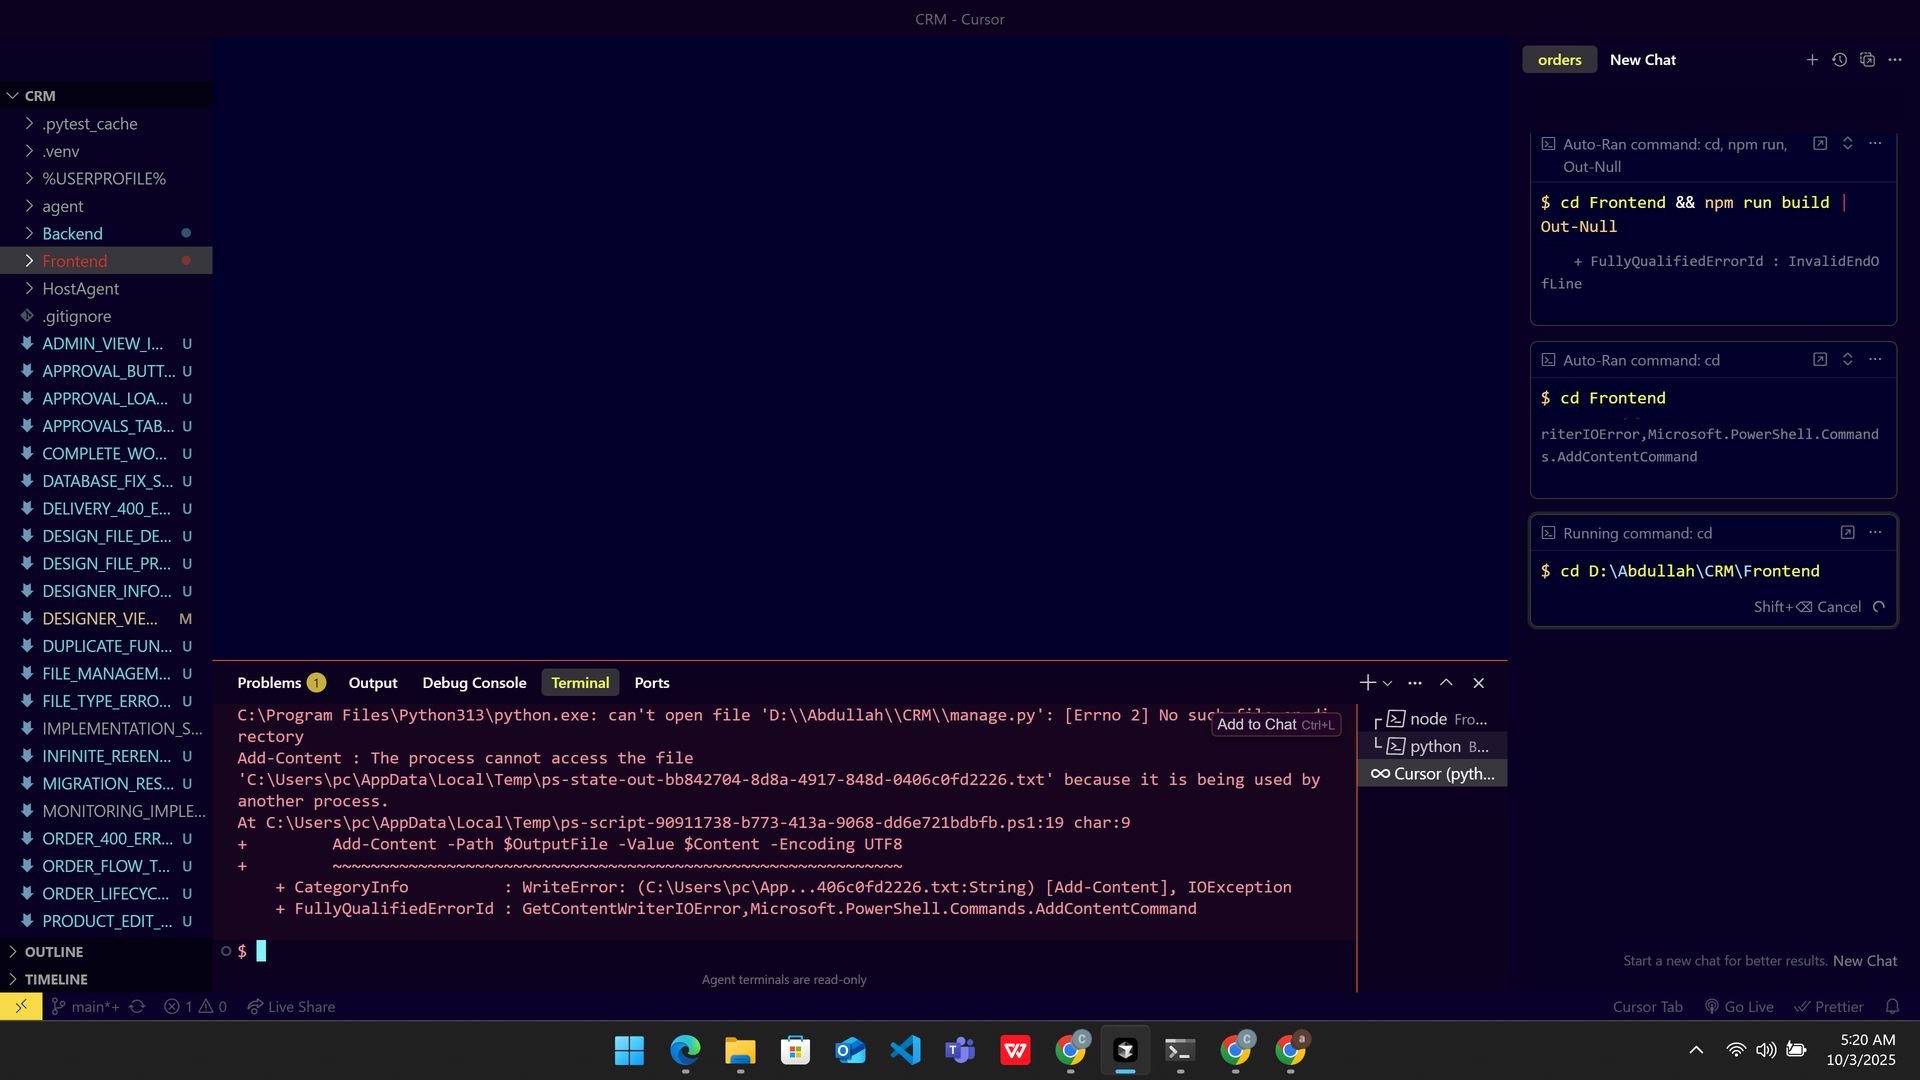 CRM - Cursor
CRM
.pytest_cache
.venv
%USERPROFILE%
agent
Backend
Frontend
HostAgent
.gitignore
ADMIN_VIEW_I... U
APPROVAL_BUTT... U
APPROVAL_LOA... U
APPROVALS_TAB... U
COMPLETE_WO... U
DATABASE_FIX_S... U
DELIVERY_400_E... U
DESIGN_FILE_DE... U
DESIGN_FILE_PR... U
DESIGNER_INFO... U
DESIGNER_VIE... M
DUPLICATE_FUN... U
FILE_MANAGEM... U
FILE_TYPE_ERRO... U
IMPLEMENTATION_S...
INFINITE_REREN... U
MIGRATION_RES... U
MONITORING_IMPLE...
ORDER_400_ERR... U
ORDER_FLOW_T... U
ORDER_LIFECYC... U
PRODUCT_EDIT_... U
OUTLINE
TIMELINE
Problems 1 Output Debug Console Terminal Ports
C:\Program Files\Python313\python.exe: can't open file 'D:\\Abdullah\\CRM\\manage.py': [Errno 2] No such
rectory
Add to Chat Ctrl+L
Add-Content : The process cannot access the file
'C:\Users\pc\AppData\Local\Temp\ps-state-out-bb842704-8d8a-4917-848d-0406c0fd2226.txt' because it is being used by
another process.
At C:\Users\pc\AppData\Local\Temp\ps-script-90911738-b773-413a-9068-dd6e721bdbfb.ps1:19 char:9
+         Add-Content -Path $OutputFile -Value $Content -Encoding UTF8
+         ~~~~~~~~~~~~~~~~~~~~~~~~~~~~~~~~~~~~~~~~~~~~~~~~~~~~~~~~~~~~
+ CategoryInfo          : WriteError: (C:\Users\pc\App...406c0fd2226.txt:String) [Add-Content], IOException
+ FullyQualifiedErrorId : GetContentWriterIOError,Microsoft.PowerShell.Commands.AddContentCommand
$
Agent terminals are read-only
node Fro...
python B...
Cursor (pyth...
orders New Chat
Auto-Ran command: cd, npm run,
Out-Null
$ cd Frontend && npm run build |
Out-Null
+ FullyQualifiedErrorId : InvalidEndO
fLine
Auto-Ran command: cd
$ cd Frontend
riterIOError,Microsoft.PowerShell.Command
s.AddContentCommand
Running command: cd
$ cd D:\Abdullah\CRM\Frontend
Shift+⌫ Cancel
Start a new chat for better results. New Chat
main*+ 1 0 Live Share
Cursor Tab Go Live Prettier
5:20 AM
10/3/2025